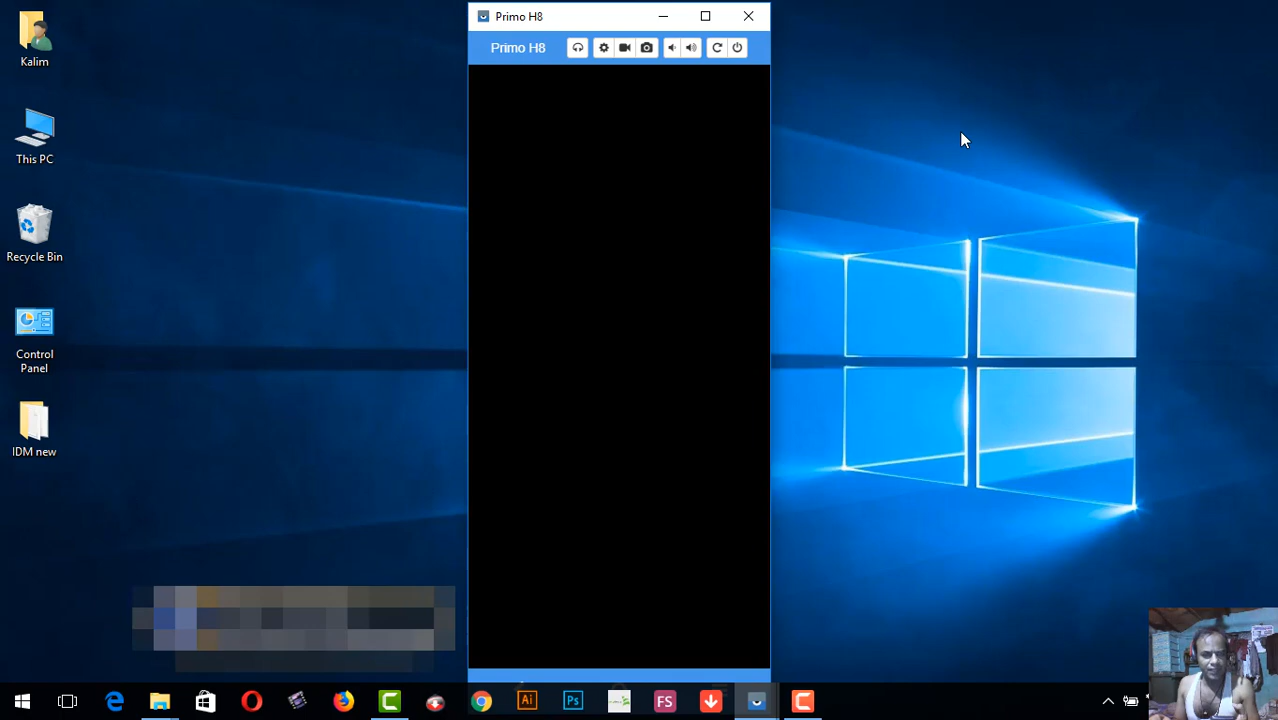 Primo H8
Primo H8
Kalim
This PC
Recycle Bin
Control
Panel
IDM new
Ai
Ps
FS